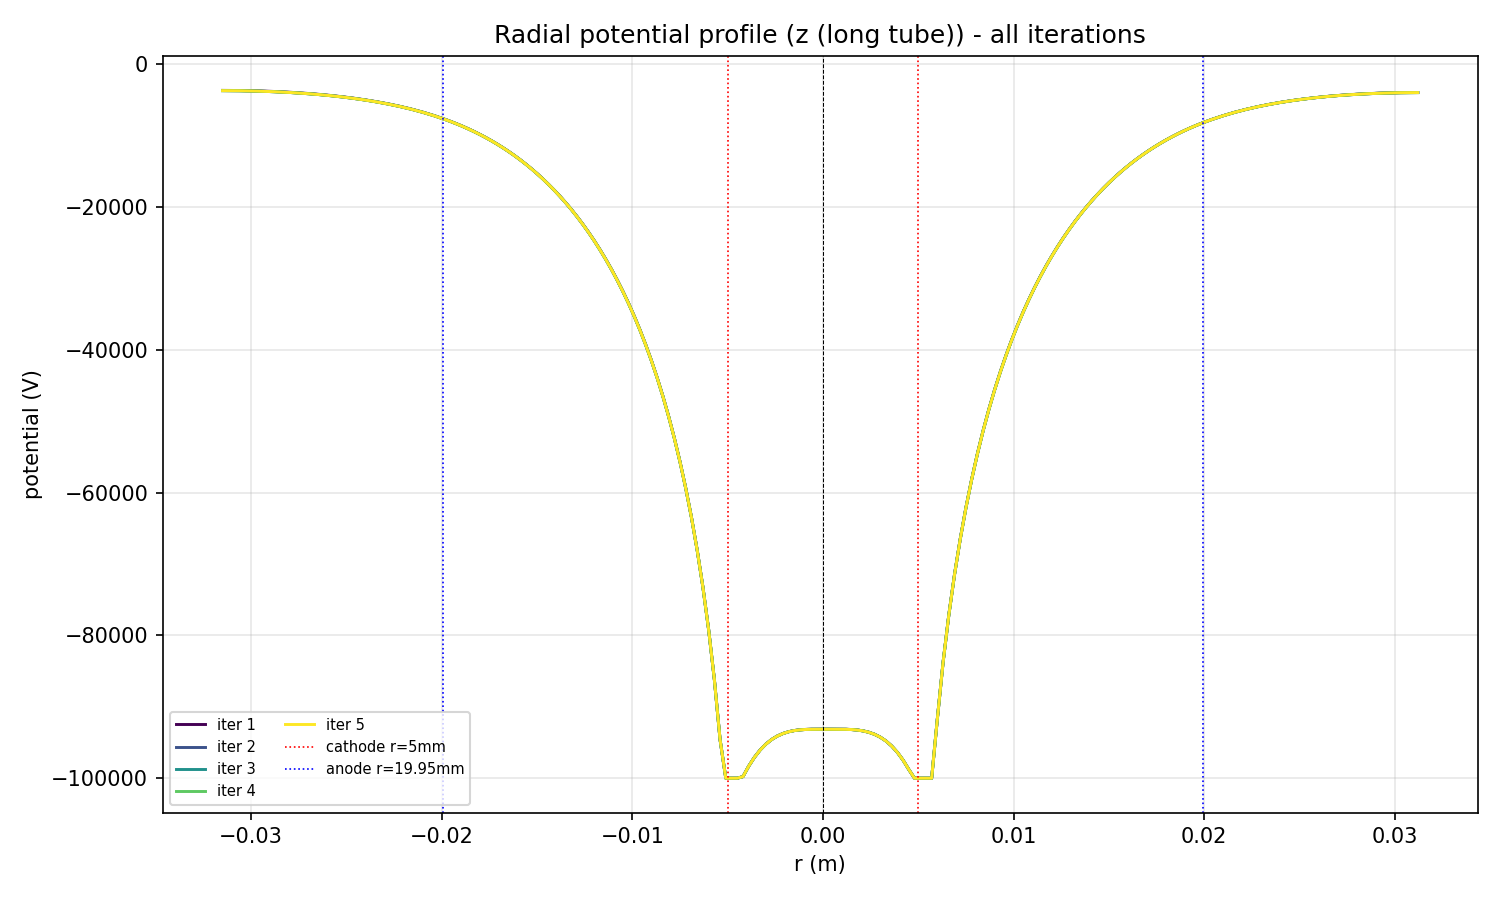 Radial potential profile (z (long tube)) - all iterations
potential (V)
0
−20000
−40000
−60000
−80000
−100000
iter 1
iter 2
iter 3
iter 4
iter 5
cathode r=5mm
anode r=19.95mm
−0.03
−0.02
−0.01
0.00
0.01
0.02
0.03
r (m)